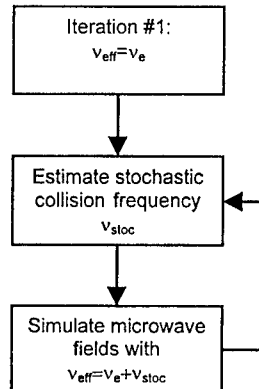 Iteration #1:
νeff=νe
Estimate stochastic
collision frequency
νstoc
Simulate microwave
fields with
νeff=νe+νstoc